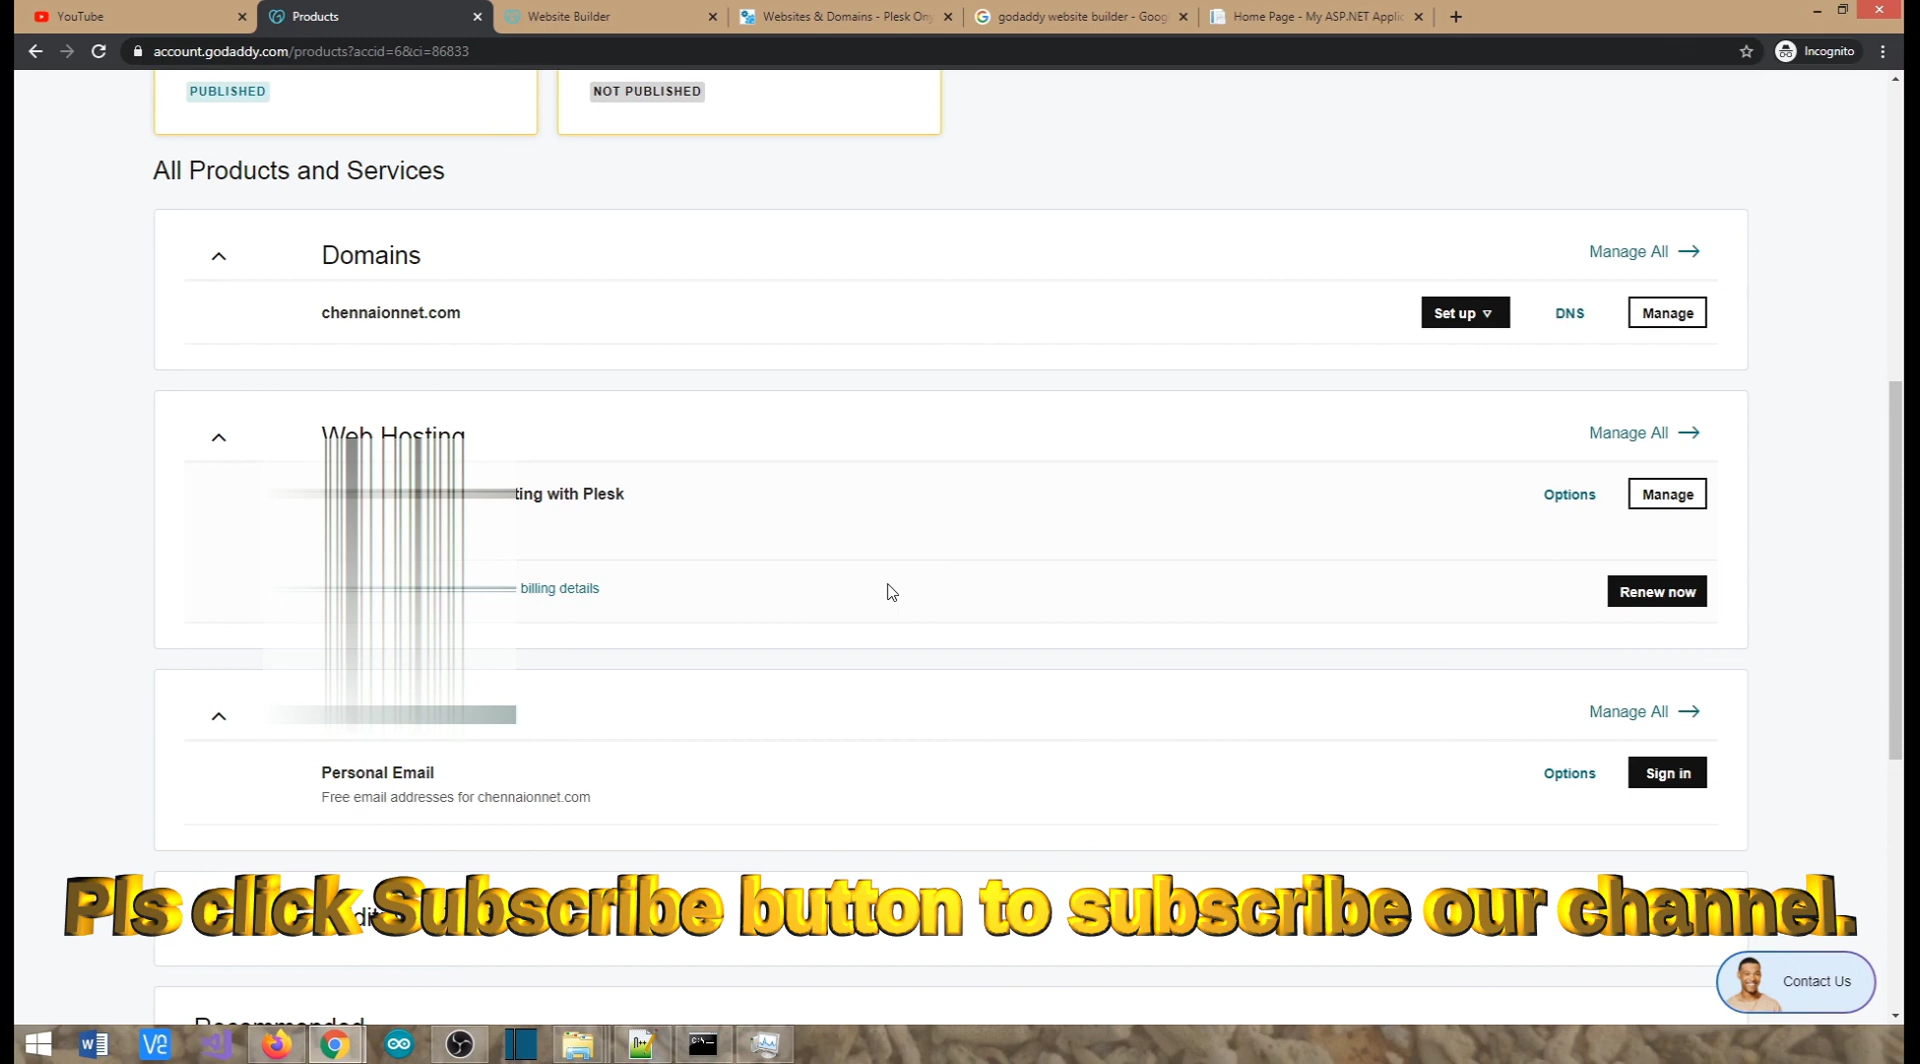 YouTube
Products
Website Builder
Websites & Domains - Plesk Ony
godaddy website builder - Goog
Home Page - My ASP.NET Applic
account.godaddy.com/products?accid=6&ci=86833
Incognito
PUBLISHED
NOT PUBLISHED
All Products and Services
Domains
Manage All
chennaionnet.com
Set up
DNS
Manage
Web Hosting
Manage All
ting with Plesk
Options
Manage
billing details
Renew now
Manage All
Personal Email
Options
Sign in
Free email addresses for chennaionnet.com
Pls click Subscribe button to subscribe our channel.
Contact Us
Recommended